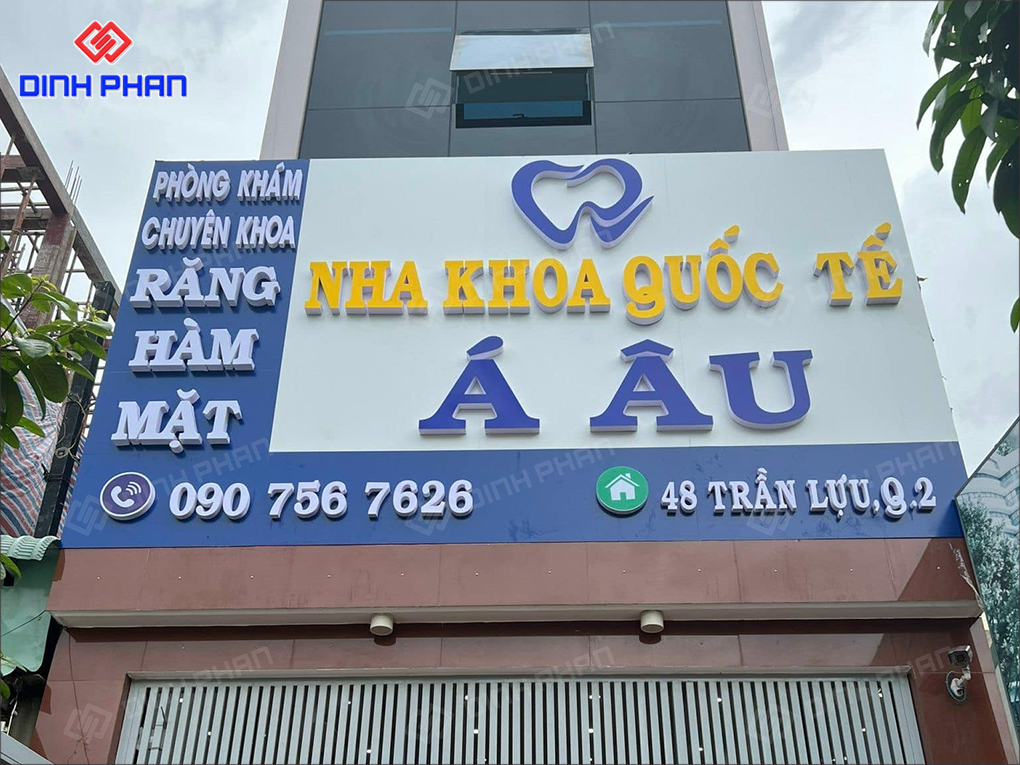 DINH PHAN
PHÒNG KHÁM
CHUYÊN KHOA
RĂNG
HÀM
MẶT
NHA KHOA QUỐC TẾ
Á ÂU
090 756 7626
48 TRẦN LỰU,Q.2